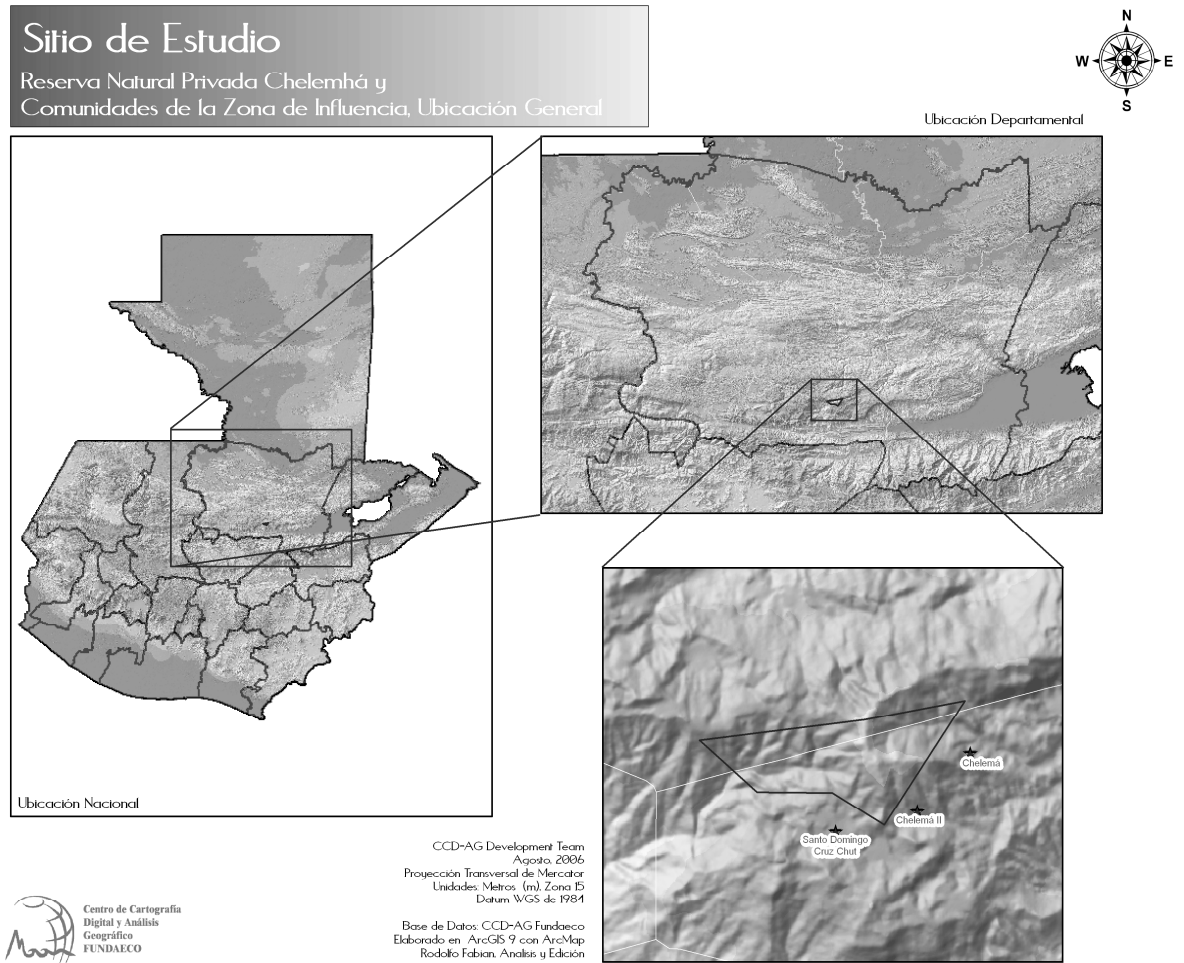 Sitio de Estudio
Reserva Natural Privada Chelemhá y
Comunidades de la Zona de Influencia, Ubicación General
N
W E
S
Ubicación Departamental
Ubicación Nacional
Chelemá
Chelemá II
Santo Domingo
Cruz Chut
CCD-AG Development Team
Agosto, 2006
Proyección Transversal de Mercator
Unidades: Metros (m), Zona 15
Datum WGS de 1984
Base de Datos: CCD-AG Fundaeco
Elaborado en ArcGIS 9 con ArcMap
Rodolfo Fabian, Analisis y Edición
Centro de Cartografía
Digital y Análisis
Geográfico
FUNDAECO